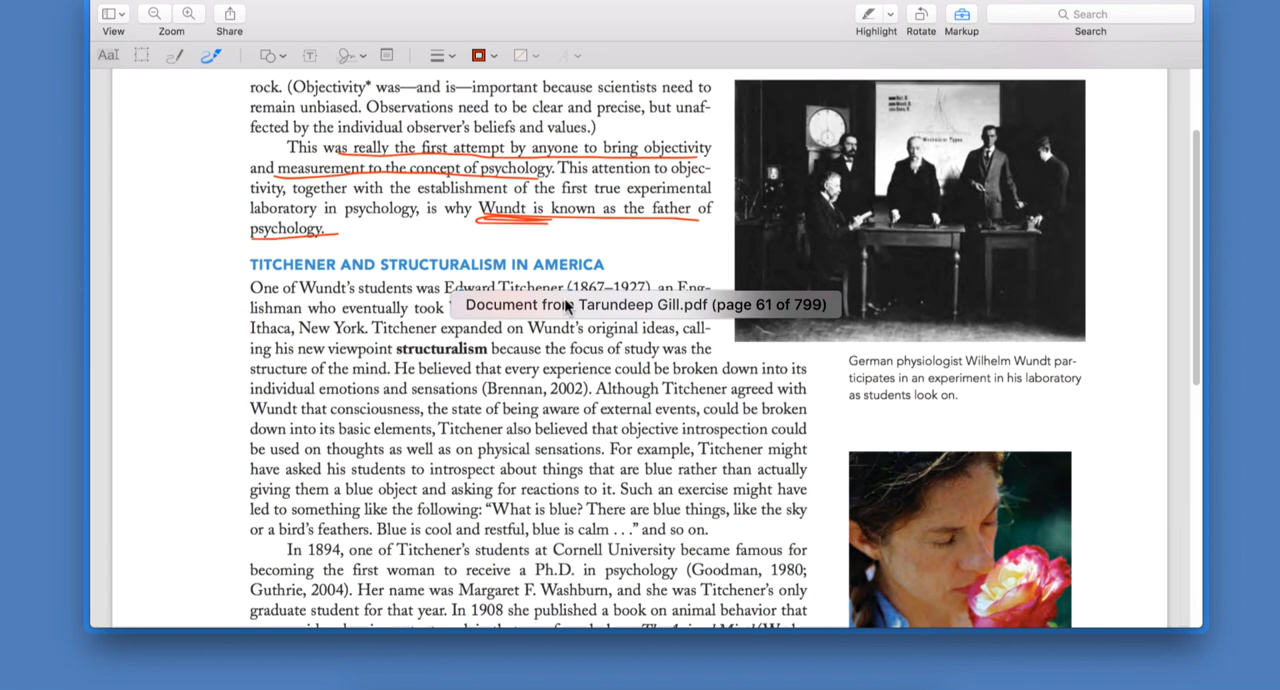 View
Zoom
Share
Highlight
Rotate
Markup
Search
Search
AaI
rock. (Objectivity* was—and is—important because scientists need to
remain unbiased. Observations need to be clear and precise, but unaf-
fected by the individual observer's beliefs and values.)
This was really the first attempt by anyone to bring objectivity
and measurement to the concept of psychology. This attention to objec-
tivity, together with the establishment of the first true experimental
laboratory in psychology, is why Wundt is known as the father of
psychology.
TITCHENER AND STRUCTURALISM IN AMERICA
One of Wundt's students was Edward Titchener (1867–1927), an Eng-
lishman who eventually took
Document from Tarundeep Gill.pdf (page 61 of 799)
Ithaca, New York. Titchener expanded on Wundt's original ideas, call-
ing his new viewpoint structuralism because the focus of study was the
structure of the mind. He believed that every experience could be broken down into its
individual emotions and sensations (Brennan, 2002). Although Titchener agreed with
Wundt that consciousness, the state of being aware of external events, could be broken
down into its basic elements, Titchener also believed that objective introspection could
be used on thoughts as well as on physical sensations. For example, Titchener might
have asked his students to introspect about things that are blue rather than actually
giving them a blue object and asking for reactions to it. Such an exercise might have
led to something like the following: “What is blue? There are blue things, like the sky
or a bird's feathers. Blue is cool and restful, blue is calm . . .” and so on.
In 1894, one of Titchener's students at Cornell University became famous for
becoming the first woman to receive a Ph.D. in psychology (Goodman, 1980;
Guthrie, 2004). Her name was Margaret F. Washburn, and she was Titchener's only
graduate student for that year. In 1908 she published a book on animal behavior that
German physiologist Wilhelm Wundt par-
ticipates in an experiment in his laboratory
as students look on.